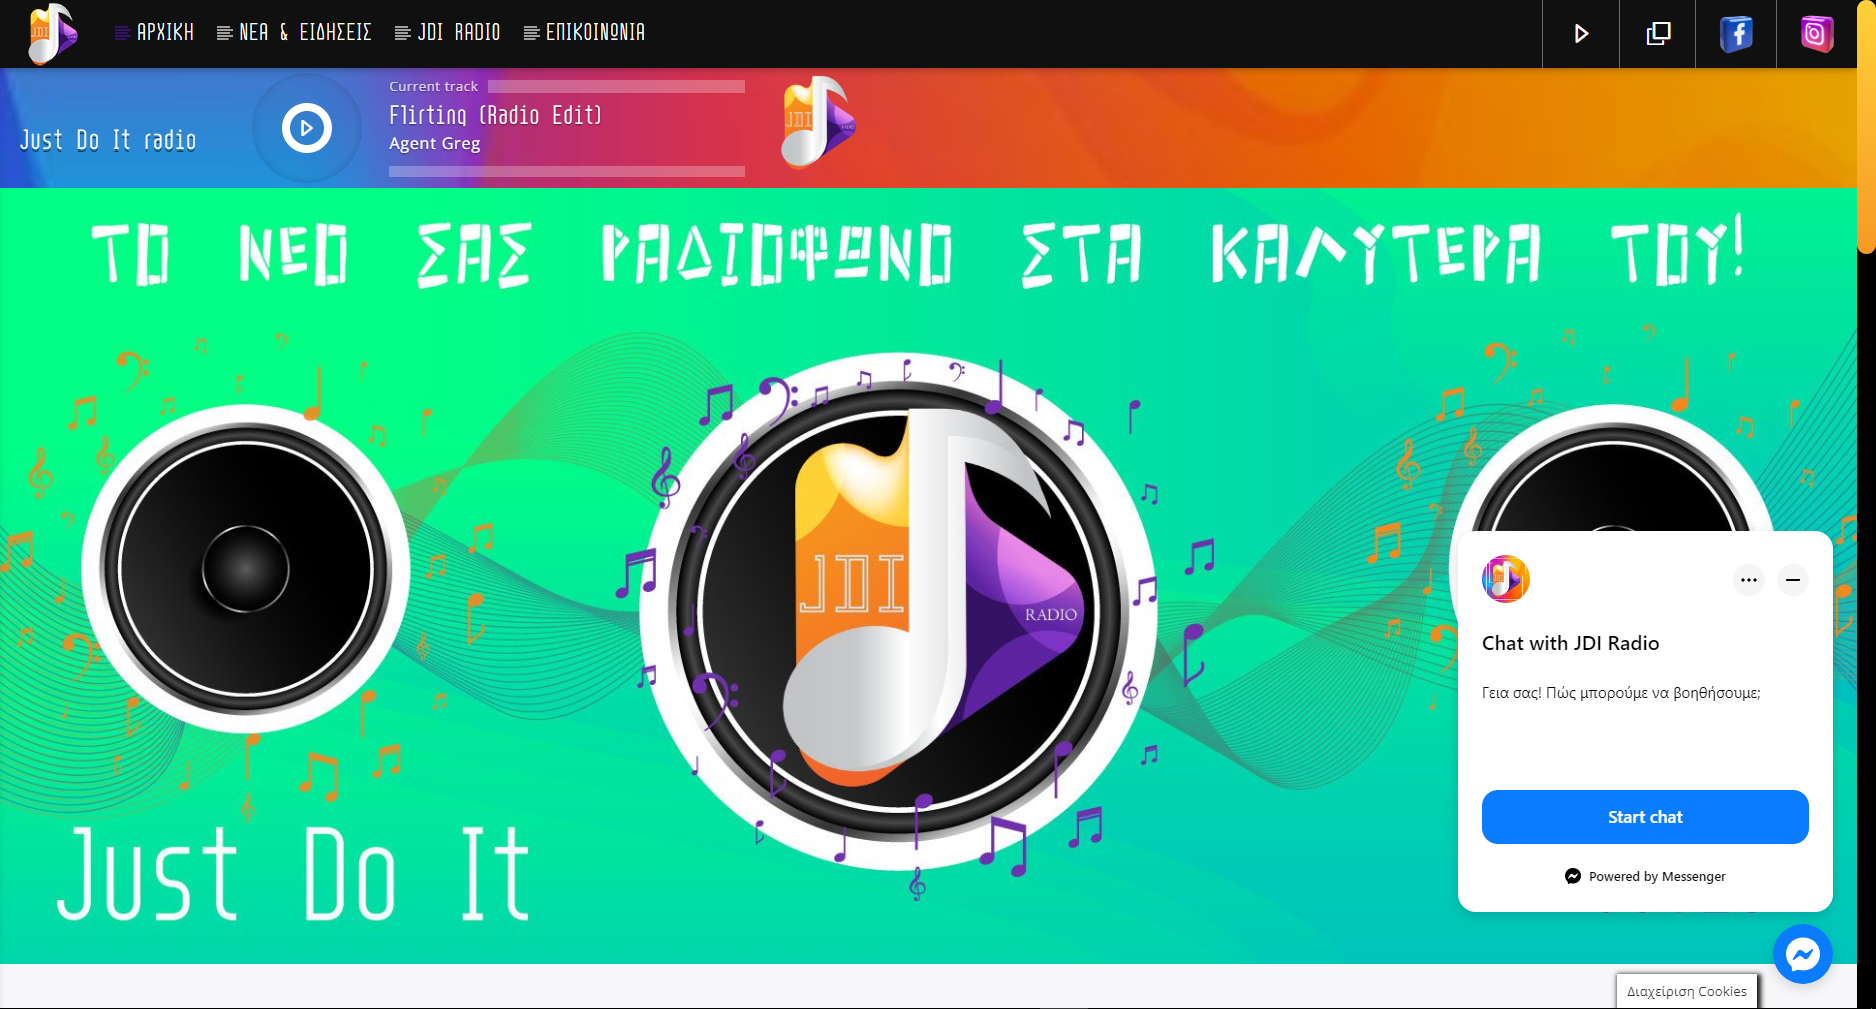 JDI
ΑΡΧΙΚΗ
ΝΕΑ & ΕΙΔΗΣΕΙΣ
JDI RADIO
ΕΠΙΚΟΙΝΩΝΙΑ
Just Do It radio
Current track
Flirting (Radio Edit)
Agent Greg
JDI
RADIO
ΤΟ ΝΕΟ ΣΑΣ ΡΑΔΙΟΦΩΝΟ ΣΤΑ ΚΑΛΥΤΕΡΑ ΤΟΥ!
JDI
RADIO
Just Do It
Chat with JDI Radio
Γεια σας! Πώς μπορούμε να βοηθήσουμε;
Start chat
Powered by Messenger
Διαχείριση Cookies